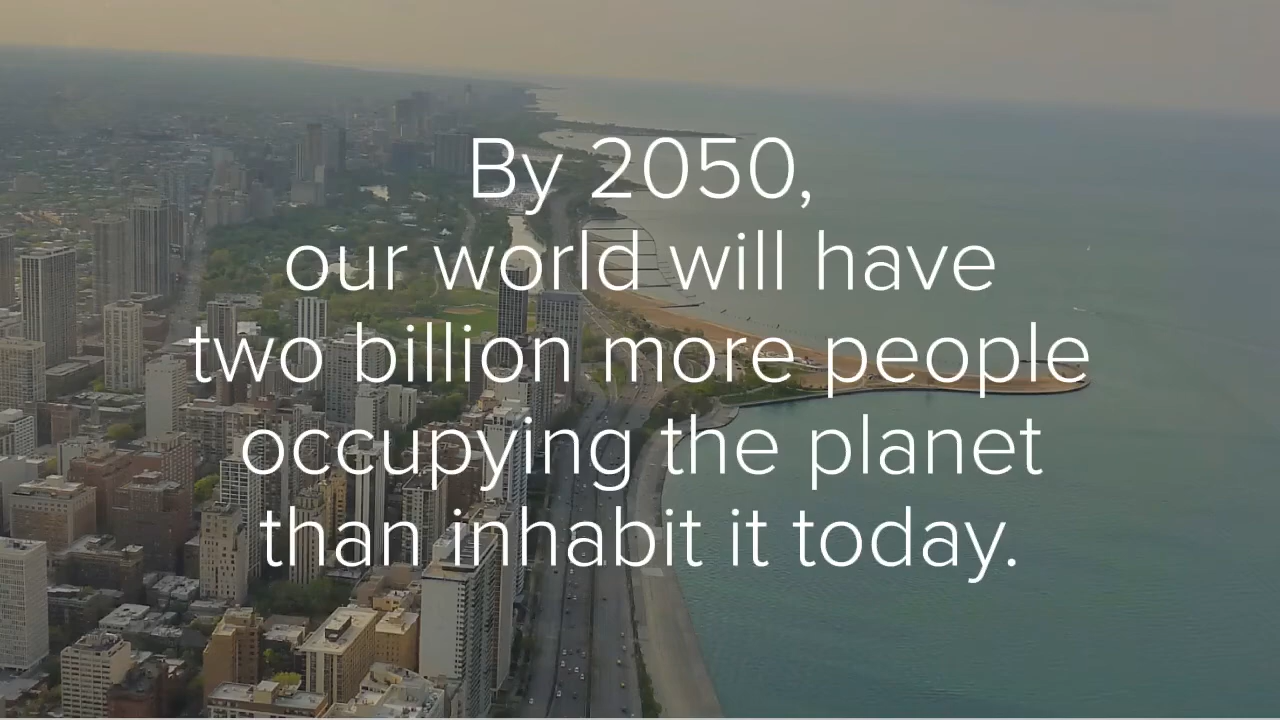 By 2050,
our world will have
two billion more people
occupying the planet
than inhabit it today.